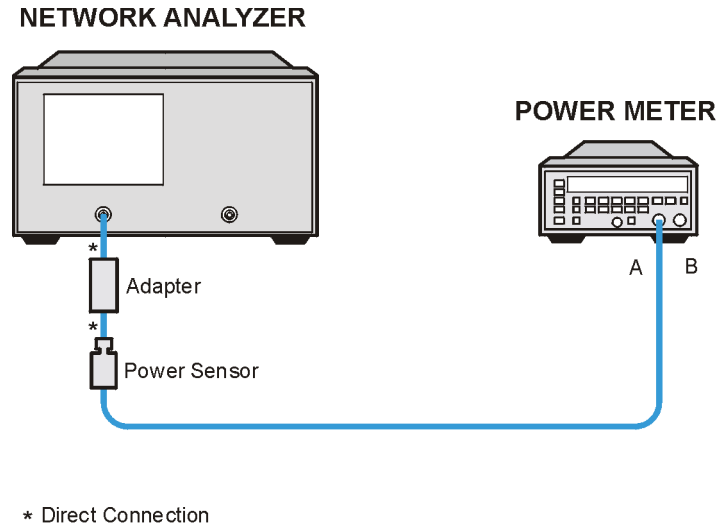 NETWORK ANALYZER
POWER METER
A
B
*
Adapter
*
Power Sensor
* Direct Connection